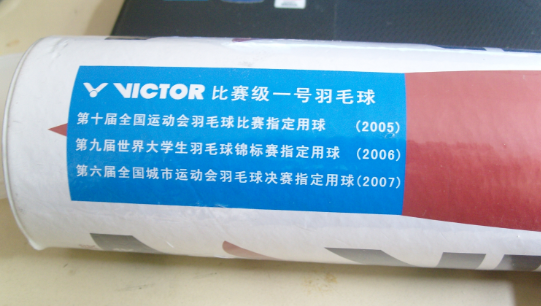 VICTOR 比赛级一号羽毛球
第十届全国运动会羽毛球比赛指定用球 (2005)
第九届世界大学生羽毛球锦标赛指定用球 (2006)
第六届全国城市运动会羽毛球决赛指定用球(2007)